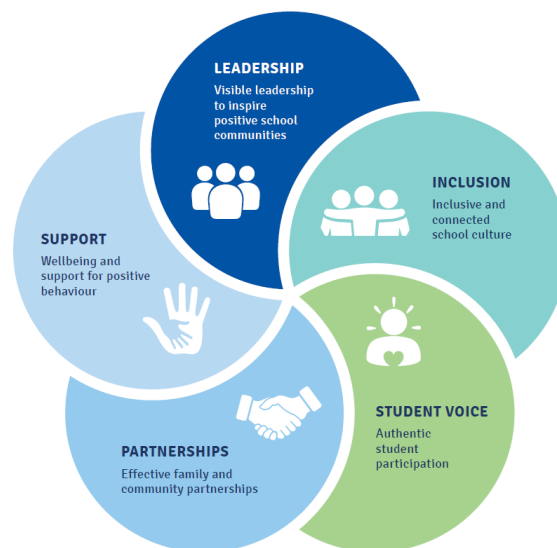 LEADERSHIP
Visible leadership
to inspire
positive school
communities
INCLUSION
Inclusive and
connected
school culture
STUDENT VOICE
Authentic
student
participation
PARTNERSHIPS
Effective family and
community partnerships
SUPPORT
Wellbeing and
support for positive
behaviour